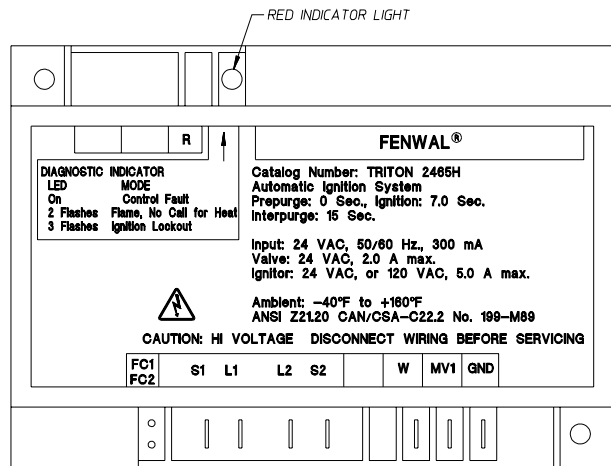 RED INDICATOR LIGHT
R
FENWAL®
DIAGNOSTIC INDICATOR
LED MODE
On Control Fault
2 Flashes Flame, No Call for Heat
3 Flashes Ignition Lockout
Catalog Number: TRITON 2465H
Automatic Ignition System
Prepurge: 0 Sec., Ignition: 7.0 Sec.
Interpurge: 15 Sec.
Input: 24 VAC, 50/60 Hz., 300 mA
Valve: 24 VAC, 2.0 A max.
Ignitor: 24 VAC, or 120 VAC, 5.0 A max.
Ambient: -40°F to +160°F
ANSI Z21.20 CAN/CSA-C22.2 No. 199-M89
CAUTION: HI VOLTAGE DISCONNECT WIRING BEFORE SERVICING
FC1
FC2
S1 L1 L2 S2 W MV1 GND